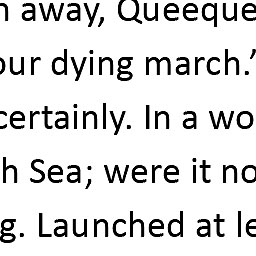 n away, Queeque
our dying march.’
certainly. In a wo
h Sea; were it no
g. Launched at le